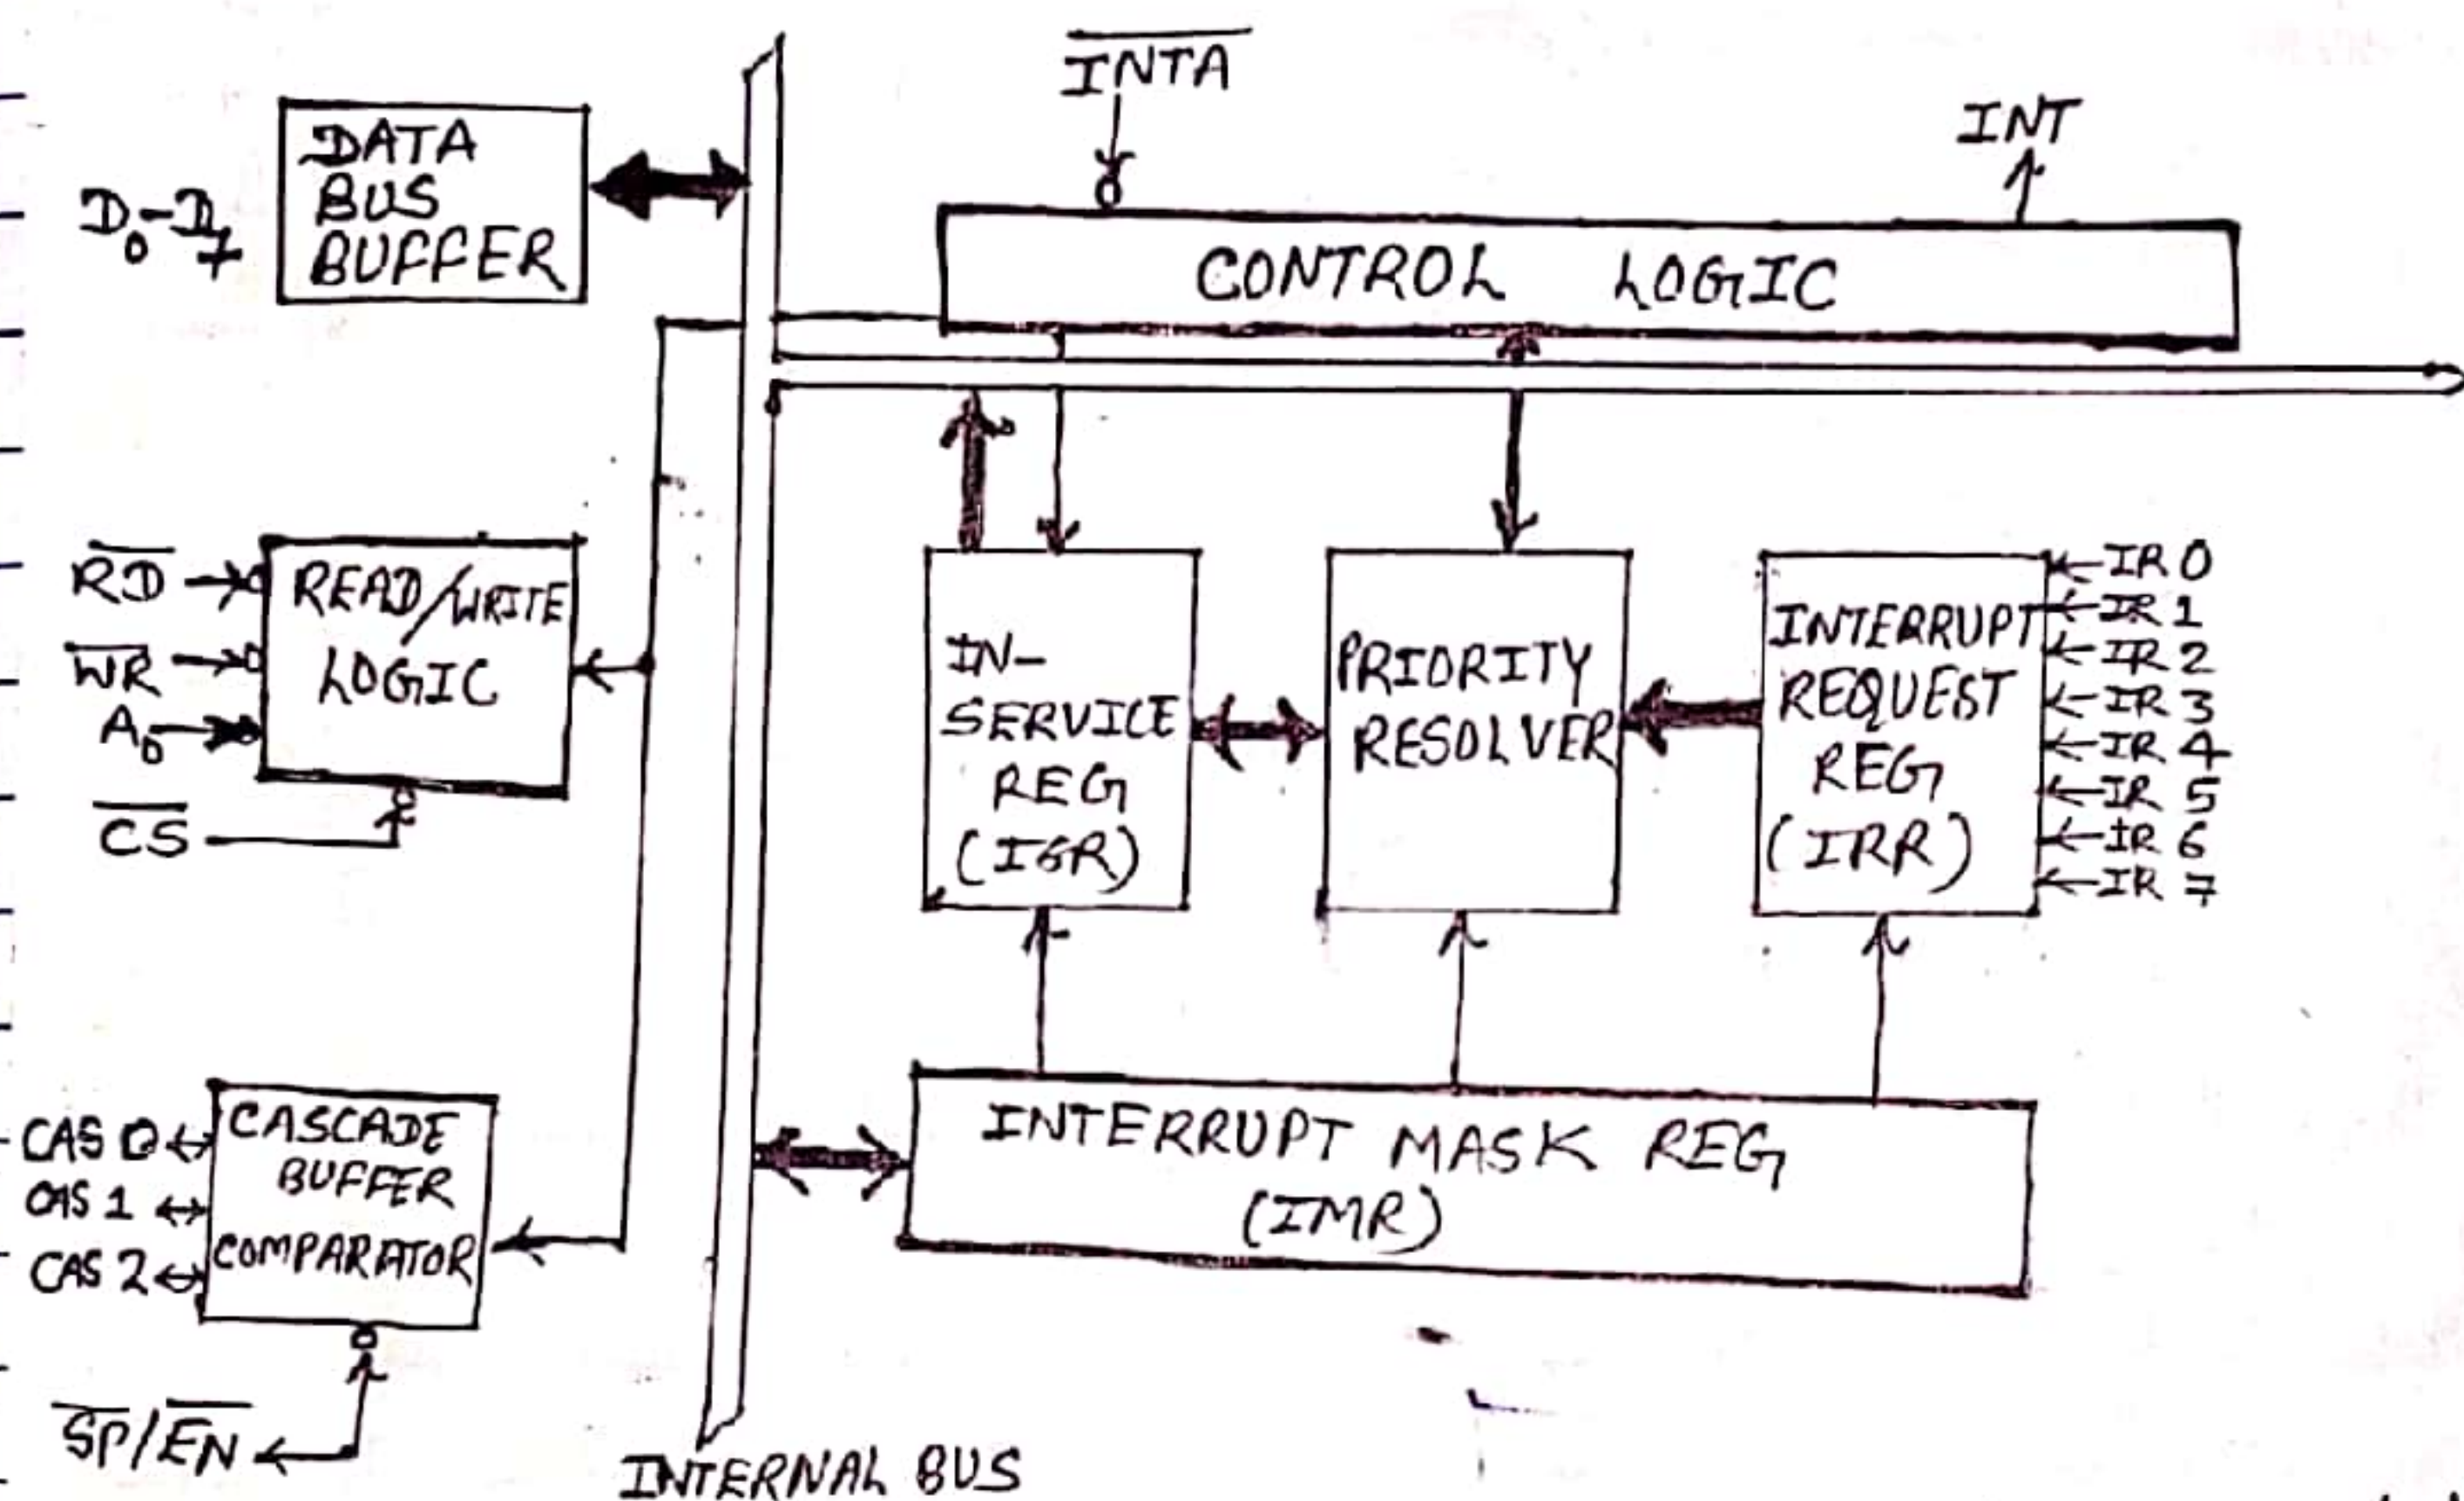 INTA
INT
DATA
BUS
BUFFER
D0-D7
CONTROL LOGIC
RD
WR
A0
CS
READ/WRITE
LOGIC
IN-
SERVICE
REG
(IGR)
PRIORITY
RESOLVER
INTERRUPT
REQUEST
REG
(IRR)
IR 0
IR 1
IR 2
IR 3
IR 4
IR 5
IR 6
IR 7
CAS 0
CAS 1
CAS 2
CASCADE
BUFFER
COMPARATOR
SP/EN
INTERRUPT MASK REG
(IMR)
INTERNAL BUS